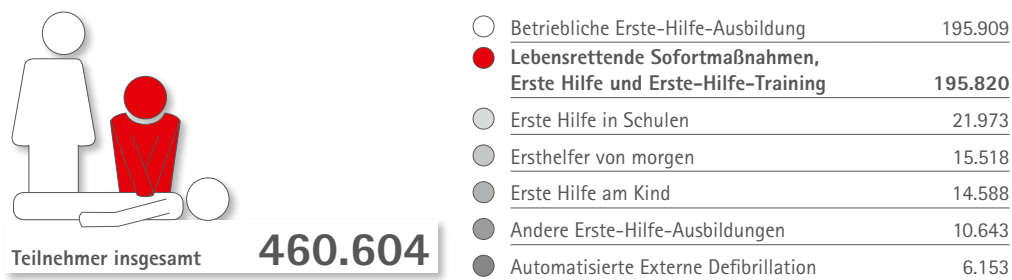 Betriebliche Erste-Hilfe-Ausbildung 195.909
Lebensrettende Sofortmaßnahmen,
Erste Hilfe und Erste-Hilfe-Training 195.820
Erste Hilfe in Schulen 21.973
Ersthelfer von morgen 15.518
Erste Hilfe am Kind 14.588
Andere Erste-Hilfe-Ausbildungen 10.643
Automatisierte Externe Defibrillation 6.153
Teilnehmer insgesamt 460.604